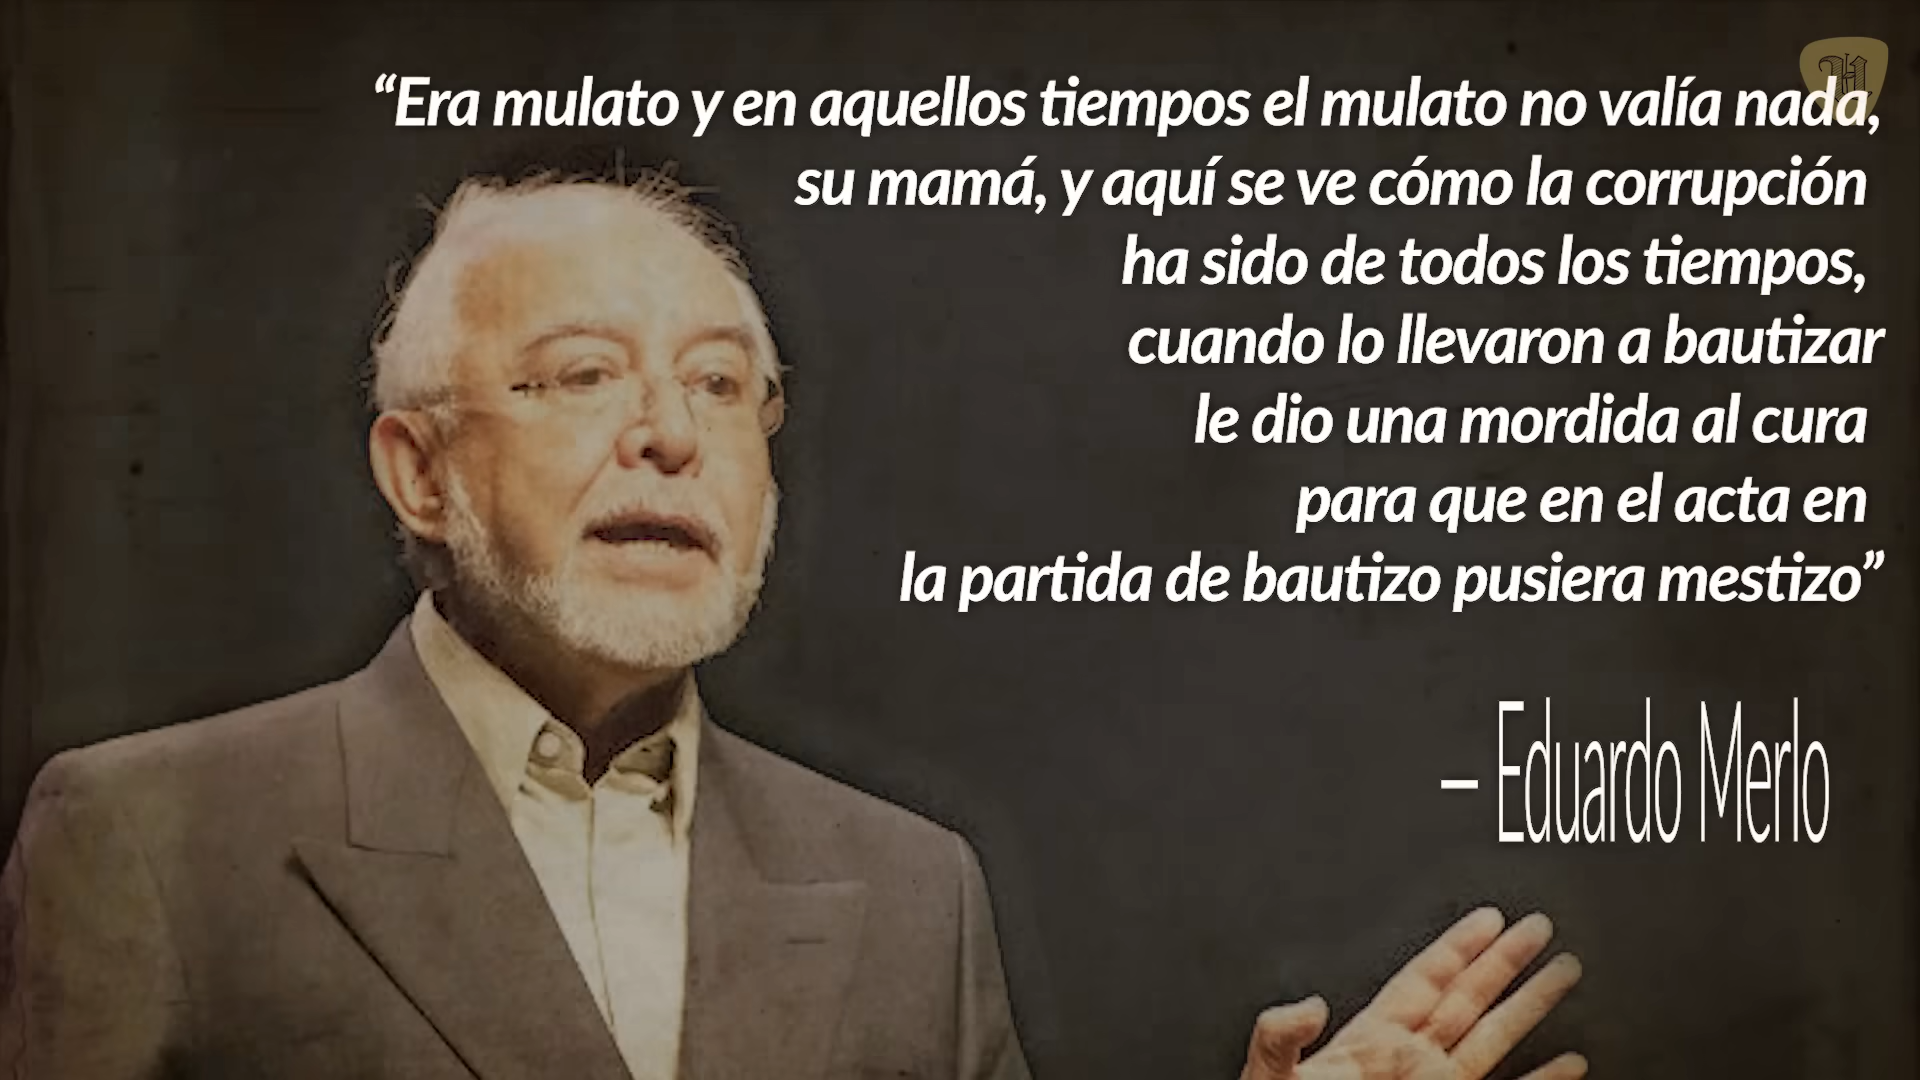 “Era mulato y en aquellos tiempos el mulato no valía nada,
su mamá, y aquí se ve cómo la corrupción
ha sido de todos los tiempos,
cuando lo llevaron a bautizar
le dio una mordida al cura
para que en el acta en
la partida de bautizo pusiera mestizo”
– Eduardo Merlo
H